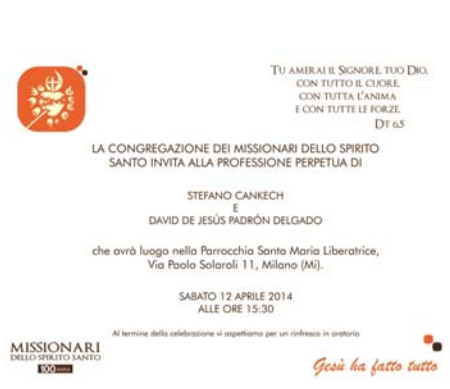 TU AMERAI IL SIGNORE, TUO DIO,
CON TUTTO IL CUORE,
CON TUTTA L'ANIMA
E CON TUTTE LE FORZE.
DT 6,5
LA CONGREGAZIONE DEI MISSIONARI DELLO SPIRITO
SANTO INVITA ALLA PROFESSIONE PERPETUA DI
STEFANO CANKECH
E
DAVID DE JESÚS PADRÓN DELGADO
che avrà luogo nella Parrocchia Santa Maria Liberatrice,
Via Paolo Solaroli 11, Milano (Mi).
SABATO 12 APRILE 2014
ALLE ORE 15:30
Al termine della celebrazione vi aspettiamo per un rinfresco in oratorio
MISSIONARI
DELLO SPIRITO SANTO
100 ANNI
Gesù ha fatto tutto